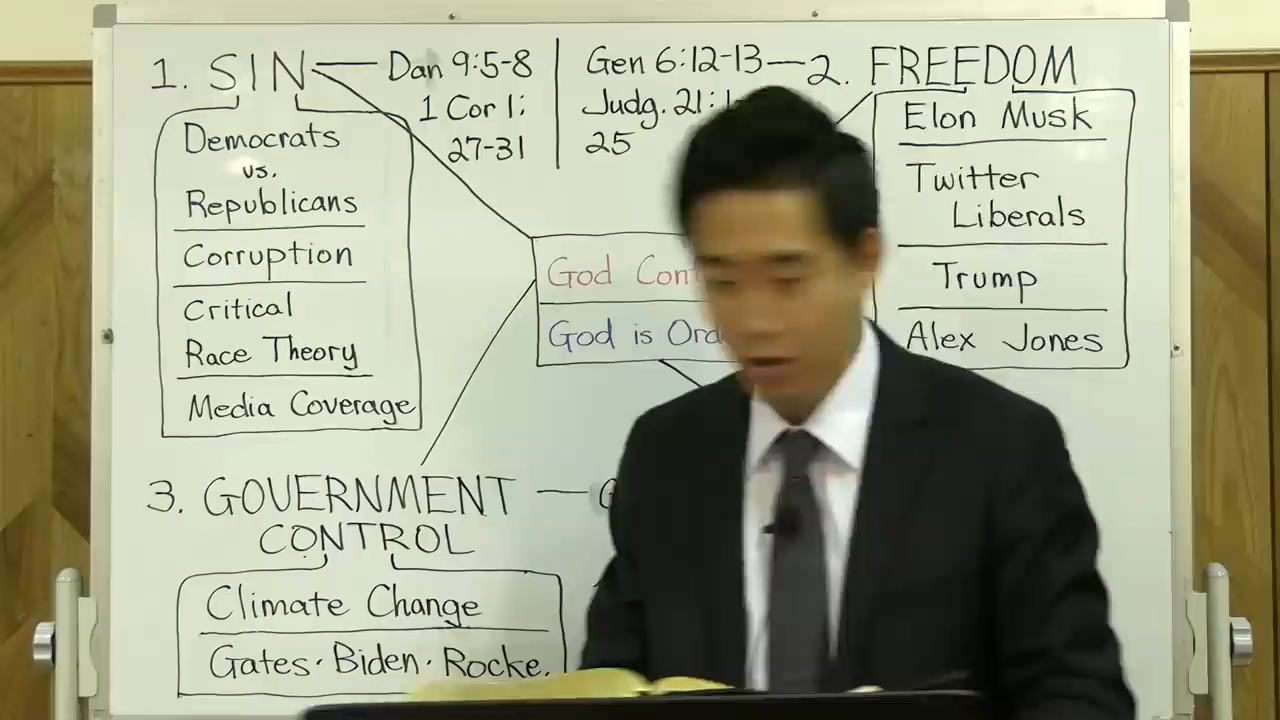 1. SIN — Dan 9:5-8
1 Cor 1:
27-31
Democrats
vs.
Republicans
Corruption
Critical
Race Theory
Media Coverage
Gen 6:12-13 — 2. FREEDOM
Judg. 21:
25
Elon Musk
Twitter
Liberals
Trump
Alex Jones
God
God is
3. GOVERNMENT
CONTROL
Climate Change
Gates · Biden · Rocke.